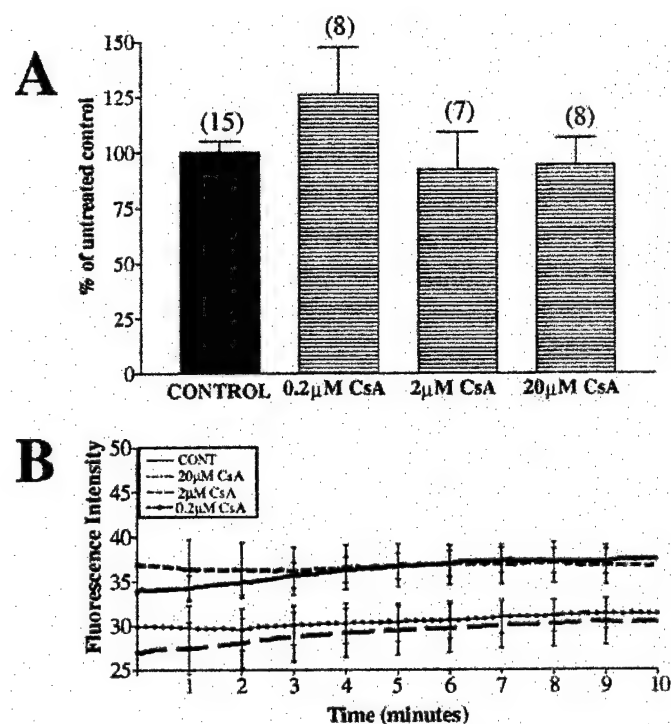 A
(15)
(8)
(7)
(8)
150
125
100
75
50
25
0
% of untreated control
CONTROL 0.2µM CsA 2µM CsA 20µM CsA
B
50
45
40
35
30
25
Fluorescence Intensity
CONT
20µM CsA
2µM CsA
0.2µM CsA
1 2 3 4 5 6 7 8 9 10
Time (minutes)